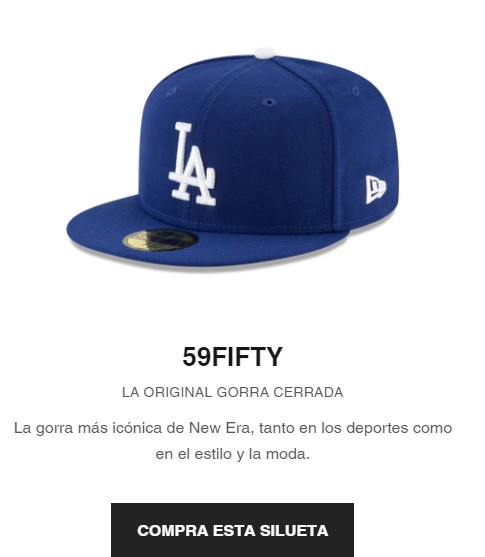 LA
59FIFTY
LA ORIGINAL GORRA CERRADA
La gorra más icónica de New Era, tanto en los deportes como
en el estilo y la moda.
COMPRA ESTA SILUETA